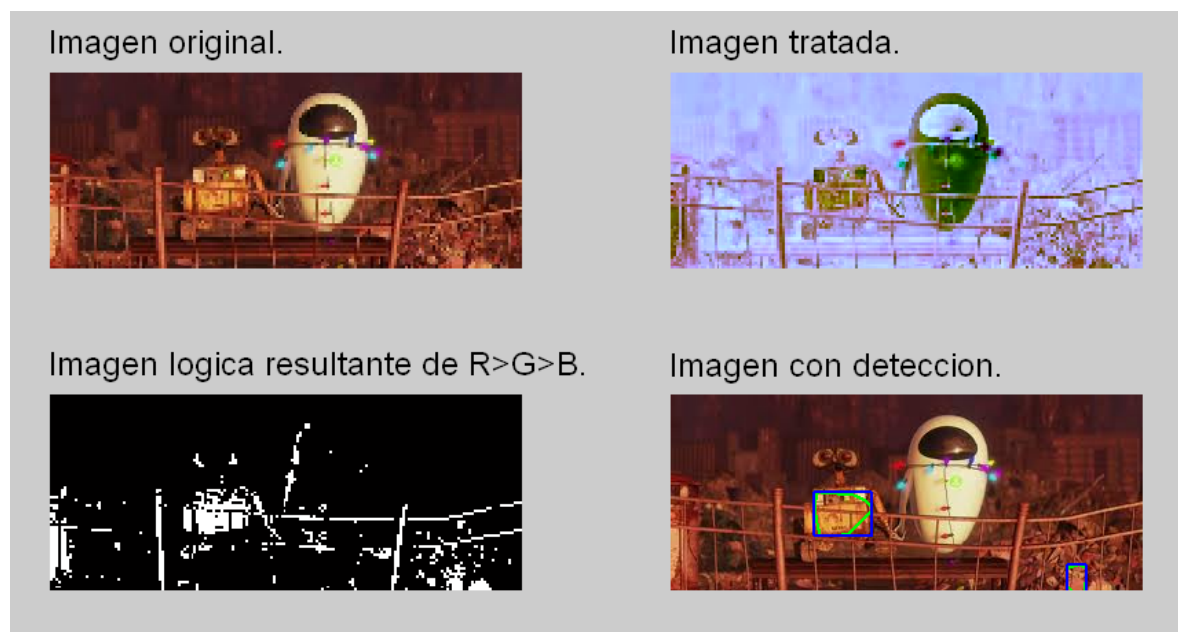 Imagen original.
Imagen tratada.
Imagen logica resultante de R>G>B.
Imagen con deteccion.